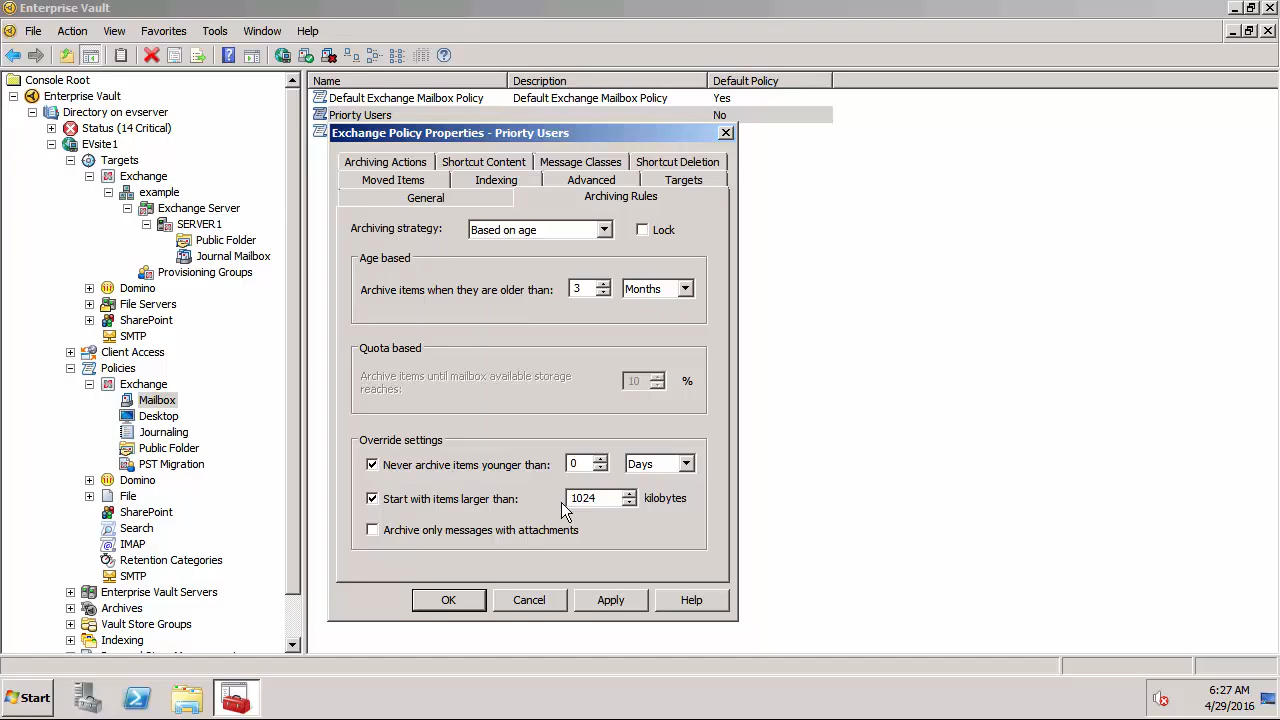 Enterprise Vault
File Action View Favorites Tools Window Help
Console Root
Enterprise Vault
Directory on evserver
Status (14 Critical)
EVsite1
Targets
Exchange
example
Exchange Server
SERVER1
Public Folder
Journal Mailbox
Provisioning Groups
Domino
File Servers
SharePoint
SMTP
Client Access
Policies
Exchange
Mailbox
Desktop
Journaling
Public Folder
PST Migration
Domino
File
SharePoint
Search
IMAP
Retention Categories
SMTP
Enterprise Vault Servers
Archives
Vault Store Groups
Indexing
Name Description Default Policy
Default Exchange Mailbox Policy Default Exchange Mailbox Policy Yes
Priorty Users No
Exchange Policy Properties - Priorty Users
Archiving Actions Shortcut Content Message Classes Shortcut Deletion
Moved Items Indexing Advanced Targets
General Archiving Rules
Archiving strategy: Based on age Lock
Age based
Archive items when they are older than: 3 Months
Quota based
Archive items until mailbox available storage
reaches: 10 %
Override settings
Never archive items younger than: 0 Days
Start with items larger than: 1024 kilobytes
Archive only messages with attachments
OK Cancel Apply Help
Start
6:27 AM
4/29/2016